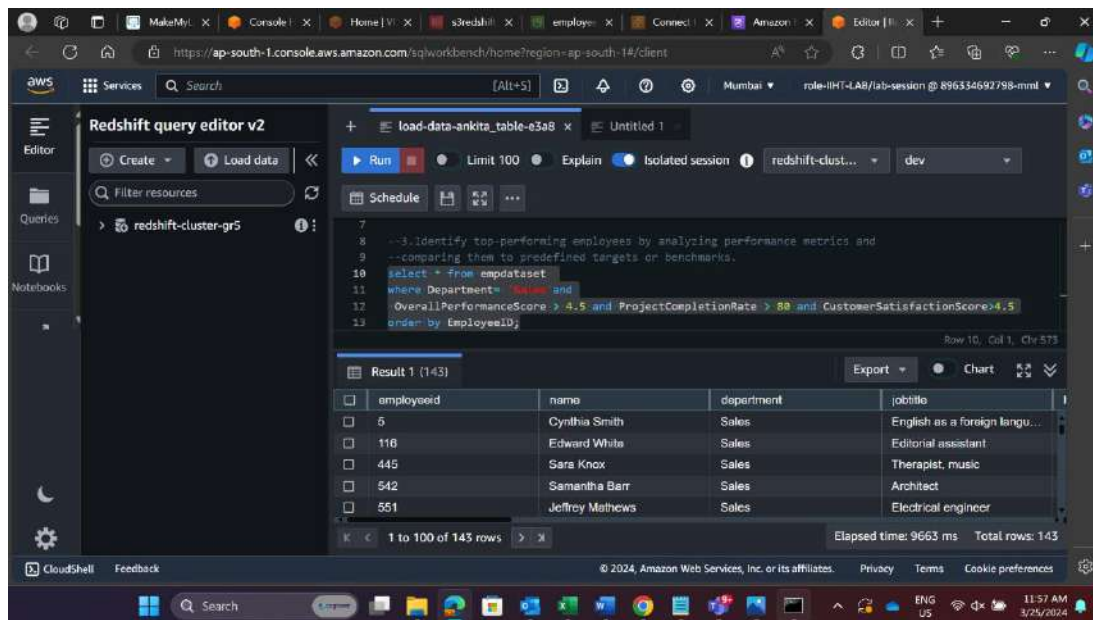 MakeMyt
Console
Home | V
s3redshift
employe
Connect
Amazon
Editor | R
https://ap-south-1.console.aws.amazon.com/sqlworkbench/home?region=ap-south-1#/client
aws
Services
Search
[Alt+S]
Mumbai
role-IIHT-LAB/lab-session @ 896334692798-mml
Editor
Redshift query editor v2
load-data-ankita_table-e3a8
Untitled 1
Create
Load data
Run
Limit 100
Explain
Isolated session
redshift-clust...
dev
Filter resources
Schedule
Queries
redshift-cluster-gr5
Notebooks
7
8 --3.Identify top-performing employees by analyzing performance metrics and
9 --comparing them to predefined targets or benchmarks.
10 select * from empdataset
11 where Department= 'Sales' and
12 OverallPerformanceScore > 4.5 and ProjectCompletionRate > 80 and CustomerSatisfactionScore>4.5
13 order by EmployeeID;
Row 10, Col 1, Chr 573
Result 1 (143)
Export
Chart
employeeid name department jobtitle
5 Cynthia Smith Sales English as a foreign langu...
116 Edward White Sales Editorial assistant
445 Sara Knox Sales Therapist, music
542 Samantha Barr Sales Architect
551 Jeffrey Mathews Sales Electrical engineer
1 to 100 of 143 rows
Elapsed time: 9663 ms Total rows: 143
CloudShell
Feedback
© 2024, Amazon Web Services, Inc. or its affiliates.
Privacy
Terms
Cookie preferences
Search
ENG
US
11:57 AM
3/25/2024